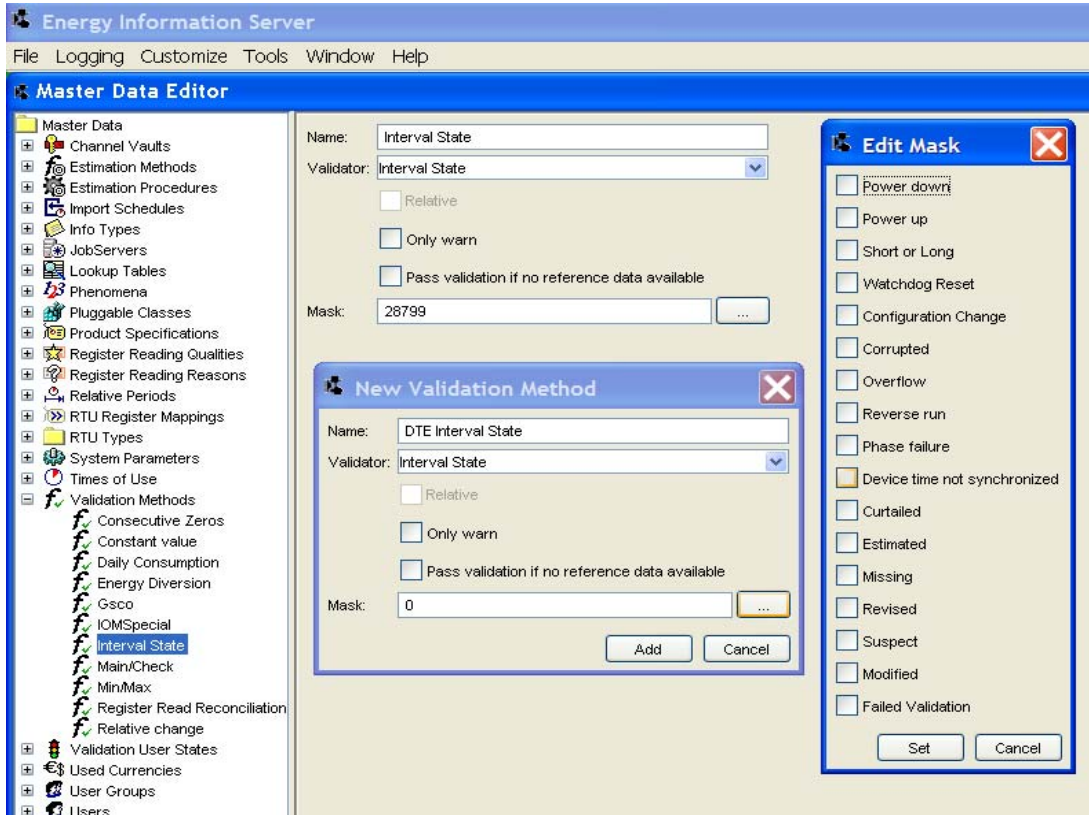 Energy Information Server
File Logging Customize Tools Window Help
Master Data Editor
Master Data
Channel Vaults
Estimation Methods
Estimation Procedures
Import Schedules
Info Types
JobServers
Lookup Tables
Phenomena
Pluggable Classes
Product Specifications
Register Reading Qualities
Register Reading Reasons
Relative Periods
RTU Register Mappings
RTU Types
System Parameters
Times of Use
Validation Methods
Consecutive Zeros
Constant value
Daily Consumption
Energy Diversion
Gsco
IOMSpecial
Interval State
Main/Check
Min/Max
Register Read Reconciliation
Relative change
Validation User States
Used Currencies
User Groups
Users
Name: Interval State
Validator: Interval State
Relative
Only warn
Pass validation if no reference data available
Mask: 28799 ...
New Validation Method
Name: DTE Interval State
Validator: Interval State
Relative
Only warn
Pass validation if no reference data available
Mask: 0 ...
Add Cancel
Edit Mask
Power down
Power up
Short or Long
Watchdog Reset
Configuration Change
Corrupted
Overflow
Reverse run
Phase failure
Device time not synchronized
Curtailed
Estimated
Missing
Revised
Suspect
Modified
Failed Validation
Set Cancel